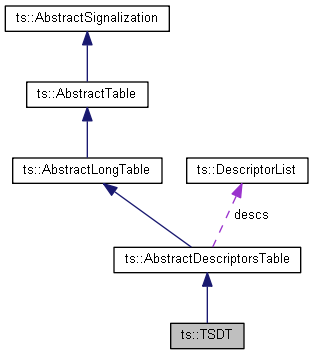 ts::AbstractSignalization
ts::AbstractTable
ts::AbstractLongTable
ts::DescriptorList
descs
ts::AbstractDescriptorsTable
ts::TSDT